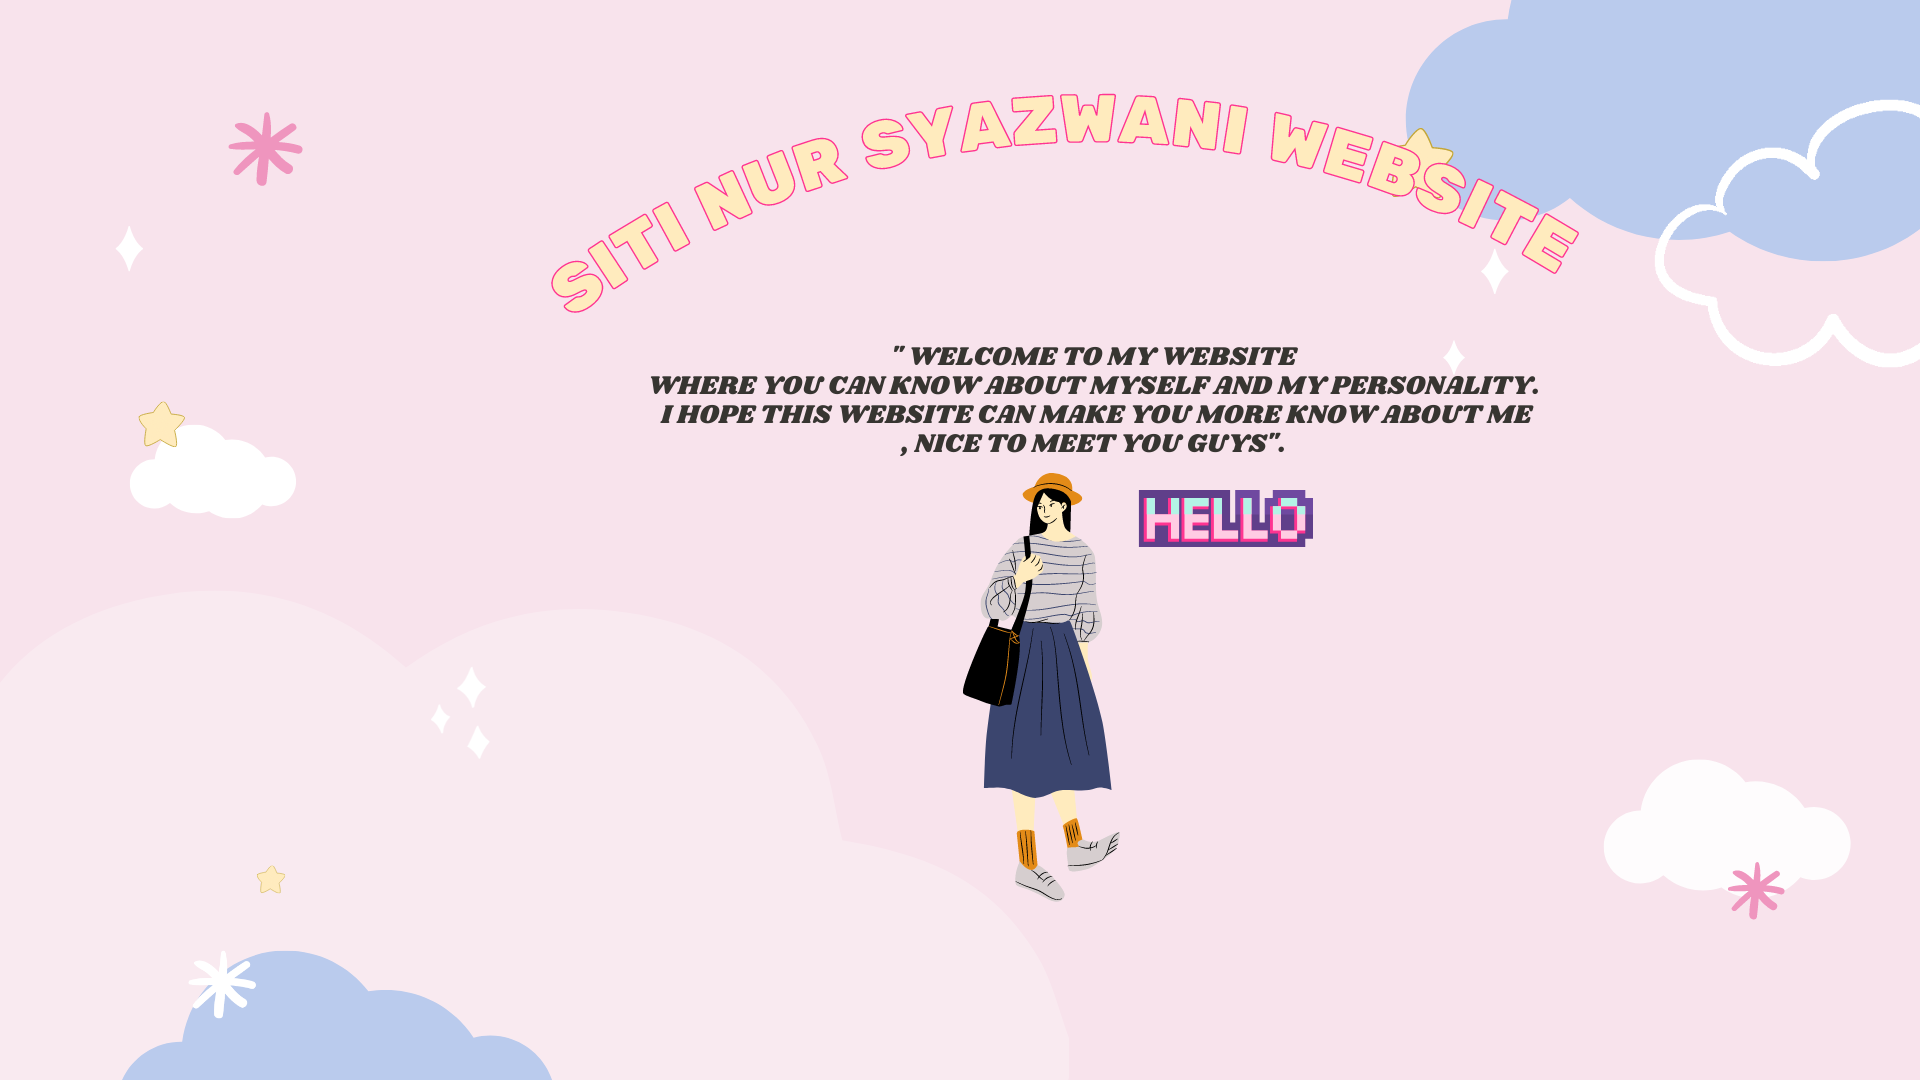 SITI NUR SYAZWANI WEBSITE
" WELCOME TO MY WEBSITE
WHERE YOU CAN KNOW ABOUT MYSELF AND MY PERSONALITY.
I HOPE THIS WEBSITE CAN MAKE YOU MORE KNOW ABOUT ME
, NICE TO MEET YOU GUYS".
HELLO